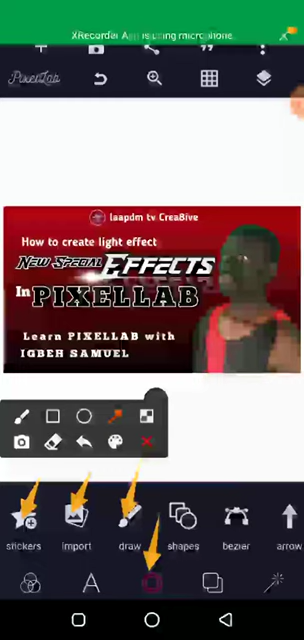 XRecorder App is using microphone.
PixelLab
laapdm tv Crea8ive
How to create light effect
New Special EFFECTS
In PIXELLAB
Learn PIXELLAB with
IGBEH SAMUEL
stickers import draw shapes bezier arrow